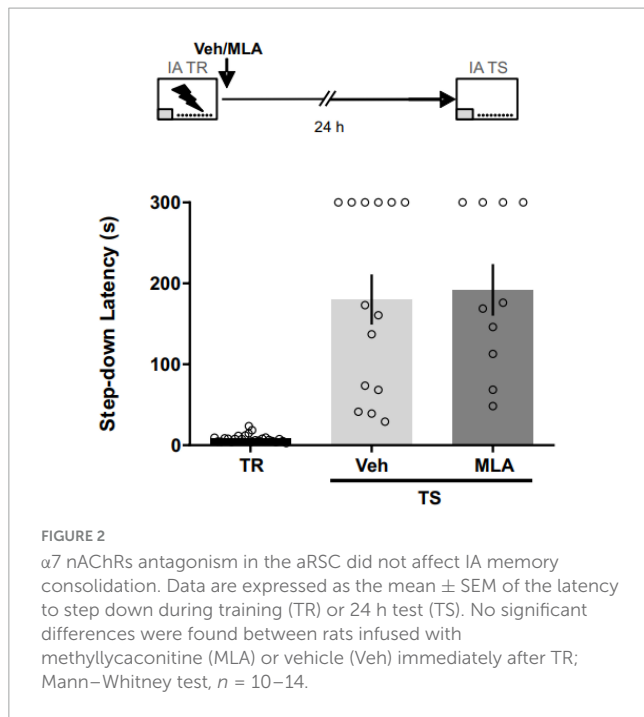 Veh/MLA
IA TR
IA TS
24 h
Step-down Latency (s)
300
200
100
0
TR
Veh
MLA
TS
FIGURE 2
α7 nAChRs antagonism in the aRSC did not affect IA memory
consolidation. Data are expressed as the mean ± SEM of the latency
to step down during training (TR) or 24 h test (TS). No significant
differences were found between rats infused with
methyllycaconitine (MLA) or vehicle (Veh) immediately after TR;
Mann–Whitney test, n = 10–14.